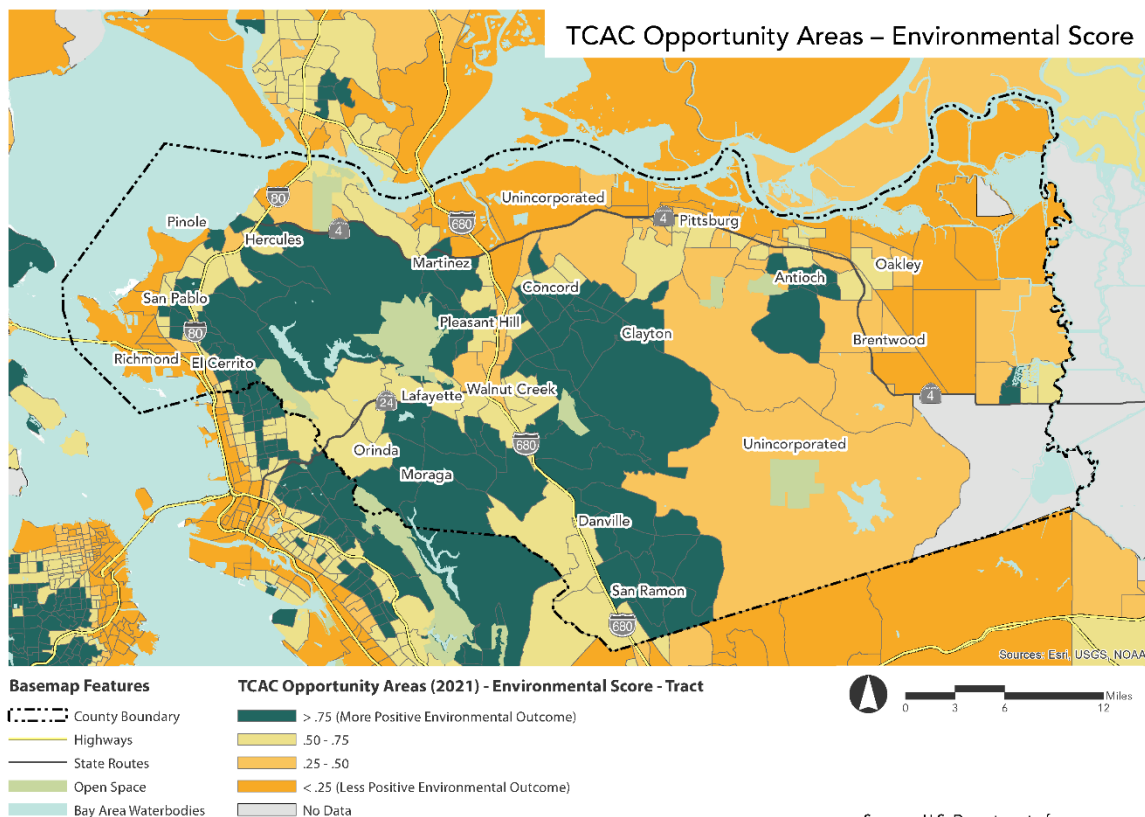 TCAC Opportunity Areas – Environmental Score
Unincorporated
80
Pinole
680
4
Pittsburg
Hercules
4
Martinez
Oakley
Antioch
Concord
San Pablo
Pleasant Hill
Clayton
80
Brentwood
Richmond
El Cerrito
Walnut Creek
Lafayette
24
4
680
Unincorporated
Orinda
Moraga
Danville
San Ramon
680
Sources: Esri, USGS, NOAA
Basemap Features
County Boundary
Highways
State Routes
Open Space
Bay Area Waterbodies
TCAC Opportunity Areas (2021) - Environmental Score - Tract
> .75 (More Positive Environmental Outcome)
.50 - .75
.25 - .50
< .25 (Less Positive Environmental Outcome)
No Data
Miles
0 3 6 12